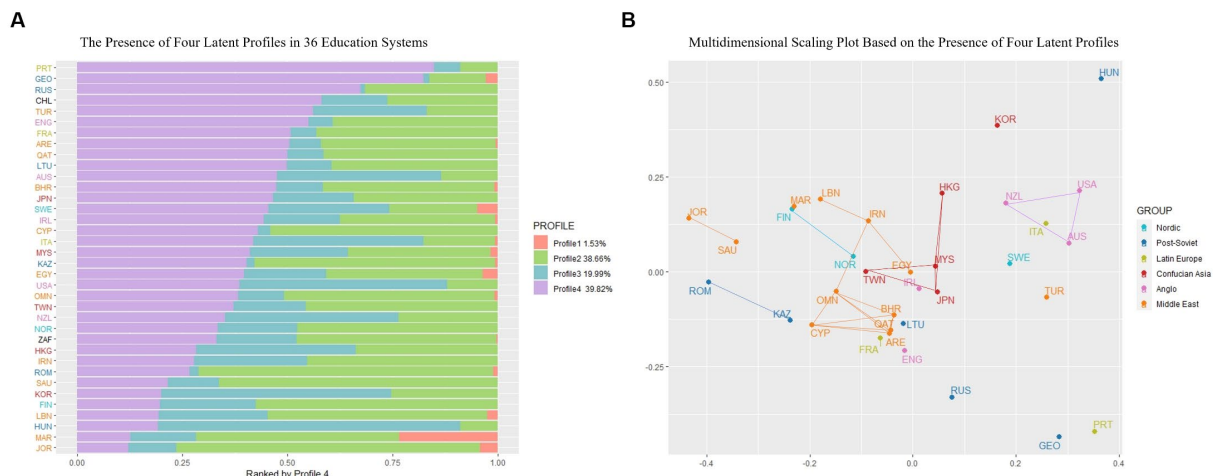 A
The Presence of Four Latent Profiles in 36 Education Systems
PRT
GEO
RUS
CHL
TUR
ENG
FRA
ARE
QAT
LTU
AUS
BHR
JPN
SWE
IRL
CYP
ITA
MYS
KAZ
EGY
USA
OMN
TWN
NZL
NOR
ZAF
HKG
IRN
ROM
SAU
KOR
FIN
LBN
HUN
MAR
JOR
0.00 0.25 0.50 0.75 1.00
Ranked by Profile 4
PROFILE
Profile1 1.53%
Profile2 38.66%
Profile3 19.99%
Profile4 39.82%
B
Multidimensional Scaling Plot Based on the Presence of Four Latent Profiles
0.50
0.25
0.00
-0.25
HUN
KOR
HKG
USA
NZL
LBN
MAR
JOR
FIN
IRN
ITA
AUS
SAU
NOR
EGY
MYS
SWE
TWN
IRL
ROM
JPN
TUR
OMN
KAZ
BHR
CYP
QAT
LTU
FRA
ARE
ENG
RUS
GEO
PRT
-0.4 -0.2 0.0 0.2 0.4
GROUP
Nordic
Post-Soviet
Latin Europe
Confucian Asia
Anglo
Middle East